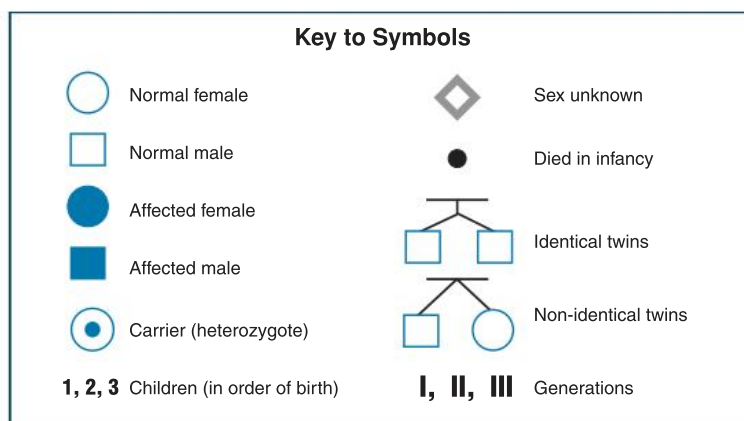 Key to Symbols
Normal female
Normal male
Affected female
Affected male
Carrier (heterozygote)
1, 2, 3 Children (in order of birth)
Sex unknown
Died in infancy
Identical twins
Non-identical twins
I, II, III Generations